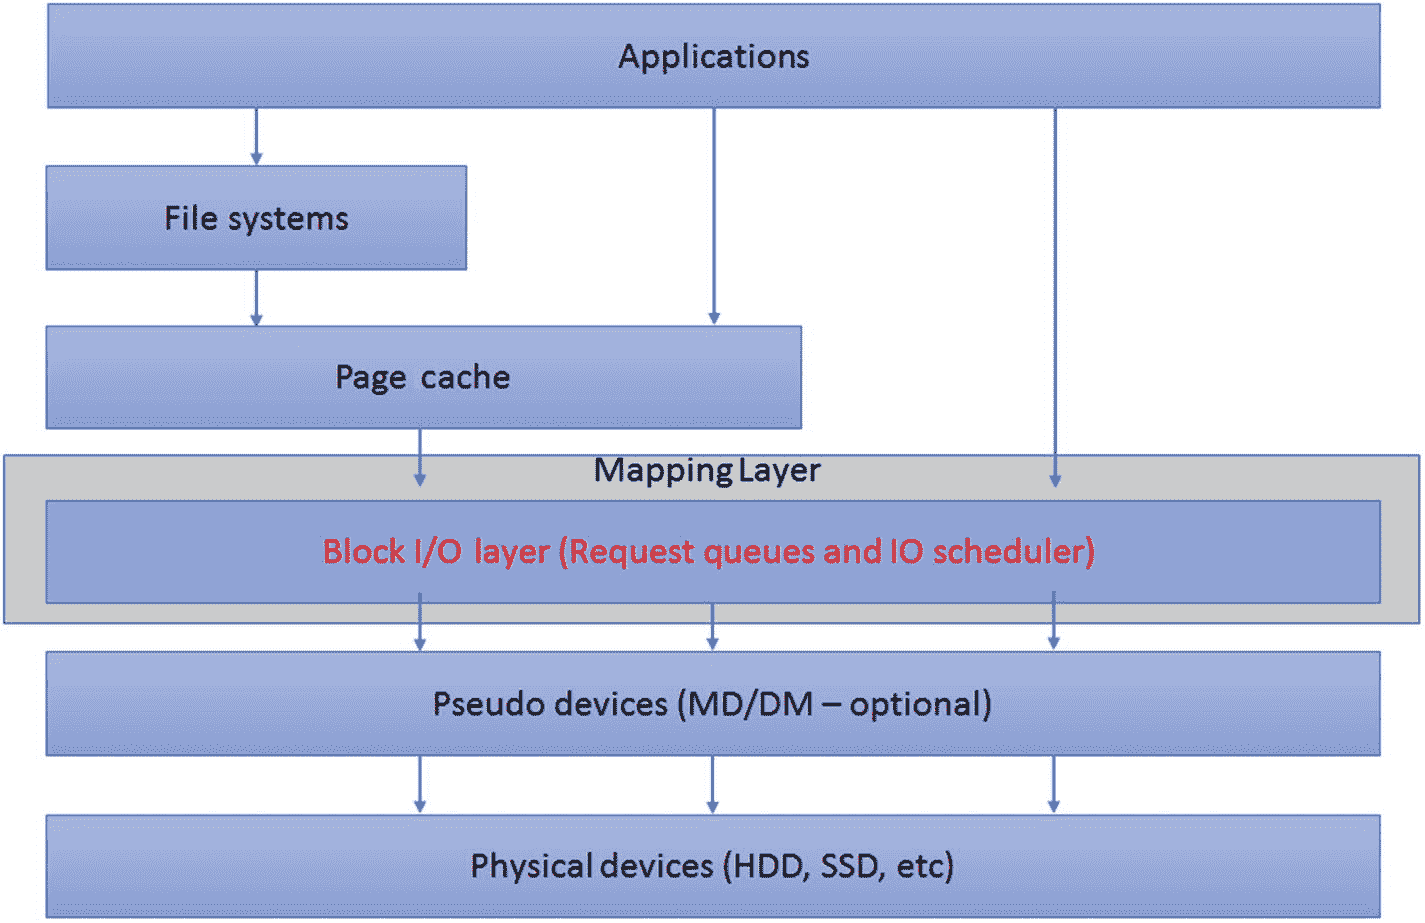 Applications
File systems
Page cache
Mapping Layer
Block I/O layer (Request queues and IO scheduler)
Pseudo devices (MD/DM – optional)
Physical devices (HDD, SSD, etc)